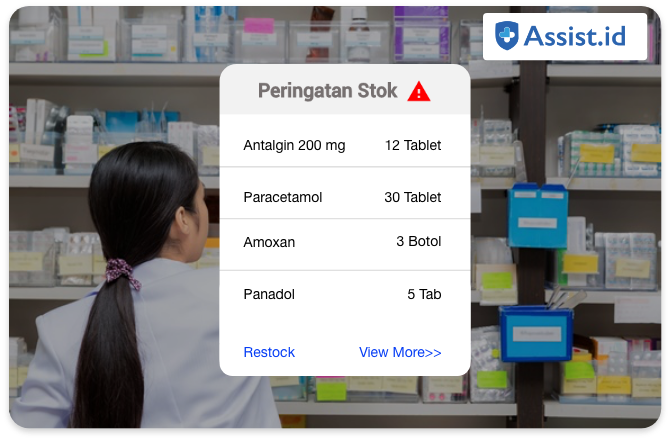 Assist.id
Peringatan Stok
Antalgin 200 mg 12 Tablet
Paracetamol 30 Tablet
Amoxan 3 Botol
Panadol 5 Tab
Restock View More>>